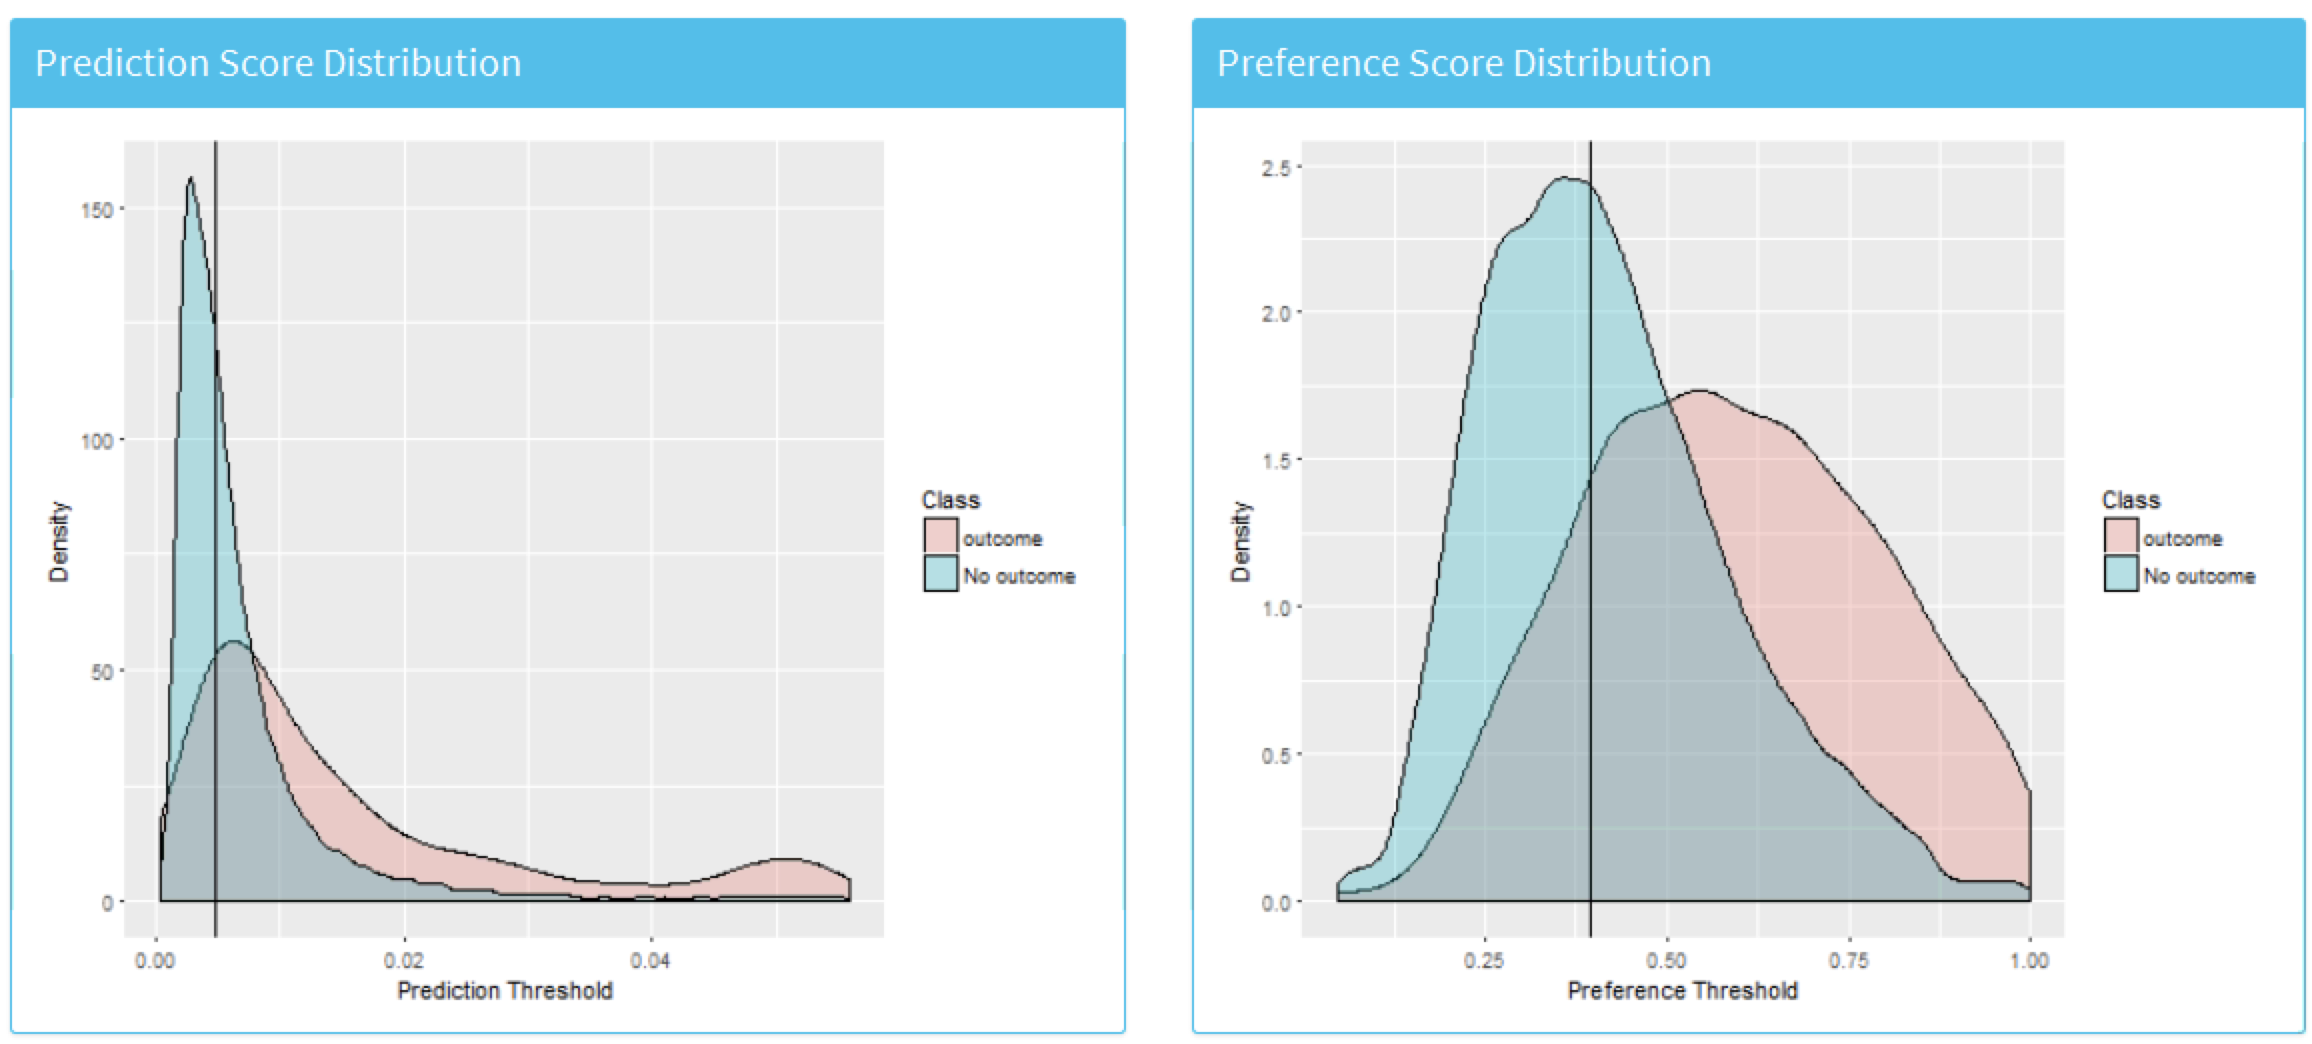 Prediction Score Distribution
150
100
50
0
Density
0.00 0.02 0.04
Prediction Threshold
Class
outcome
No outcome
Preference Score Distribution
2.5
2.0
1.5
1.0
0.5
0.0
Density
0.25 0.50 0.75 1.00
Preference Threshold
Class
outcome
No outcome